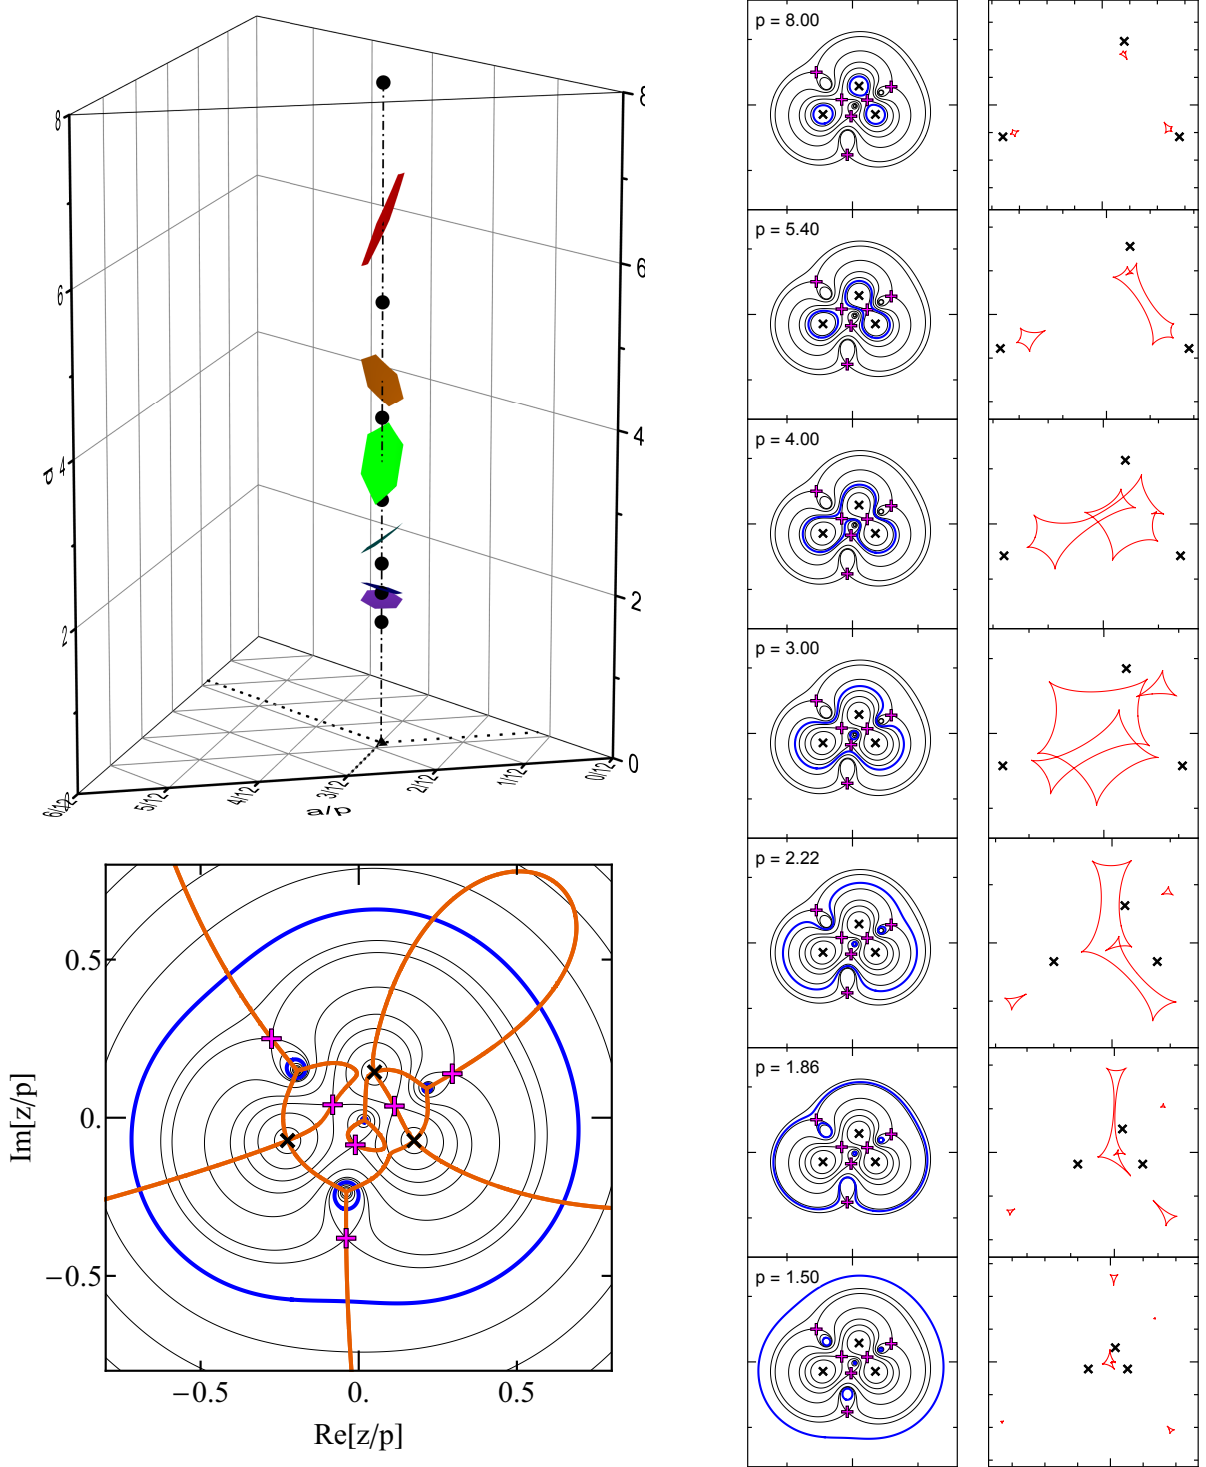 8
8
6
6
4
4
p
2
2
0
6/12
5/12
4/12
3/12
2/12
1/12
0/12
a/p
p = 8.00
p = 5.40
p = 4.00
p = 3.00
p = 2.22
p = 1.86
p = 1.50
0.5
0.
−0.5
−0.5
0.
0.5
Im[z/p]
Re[z/p]